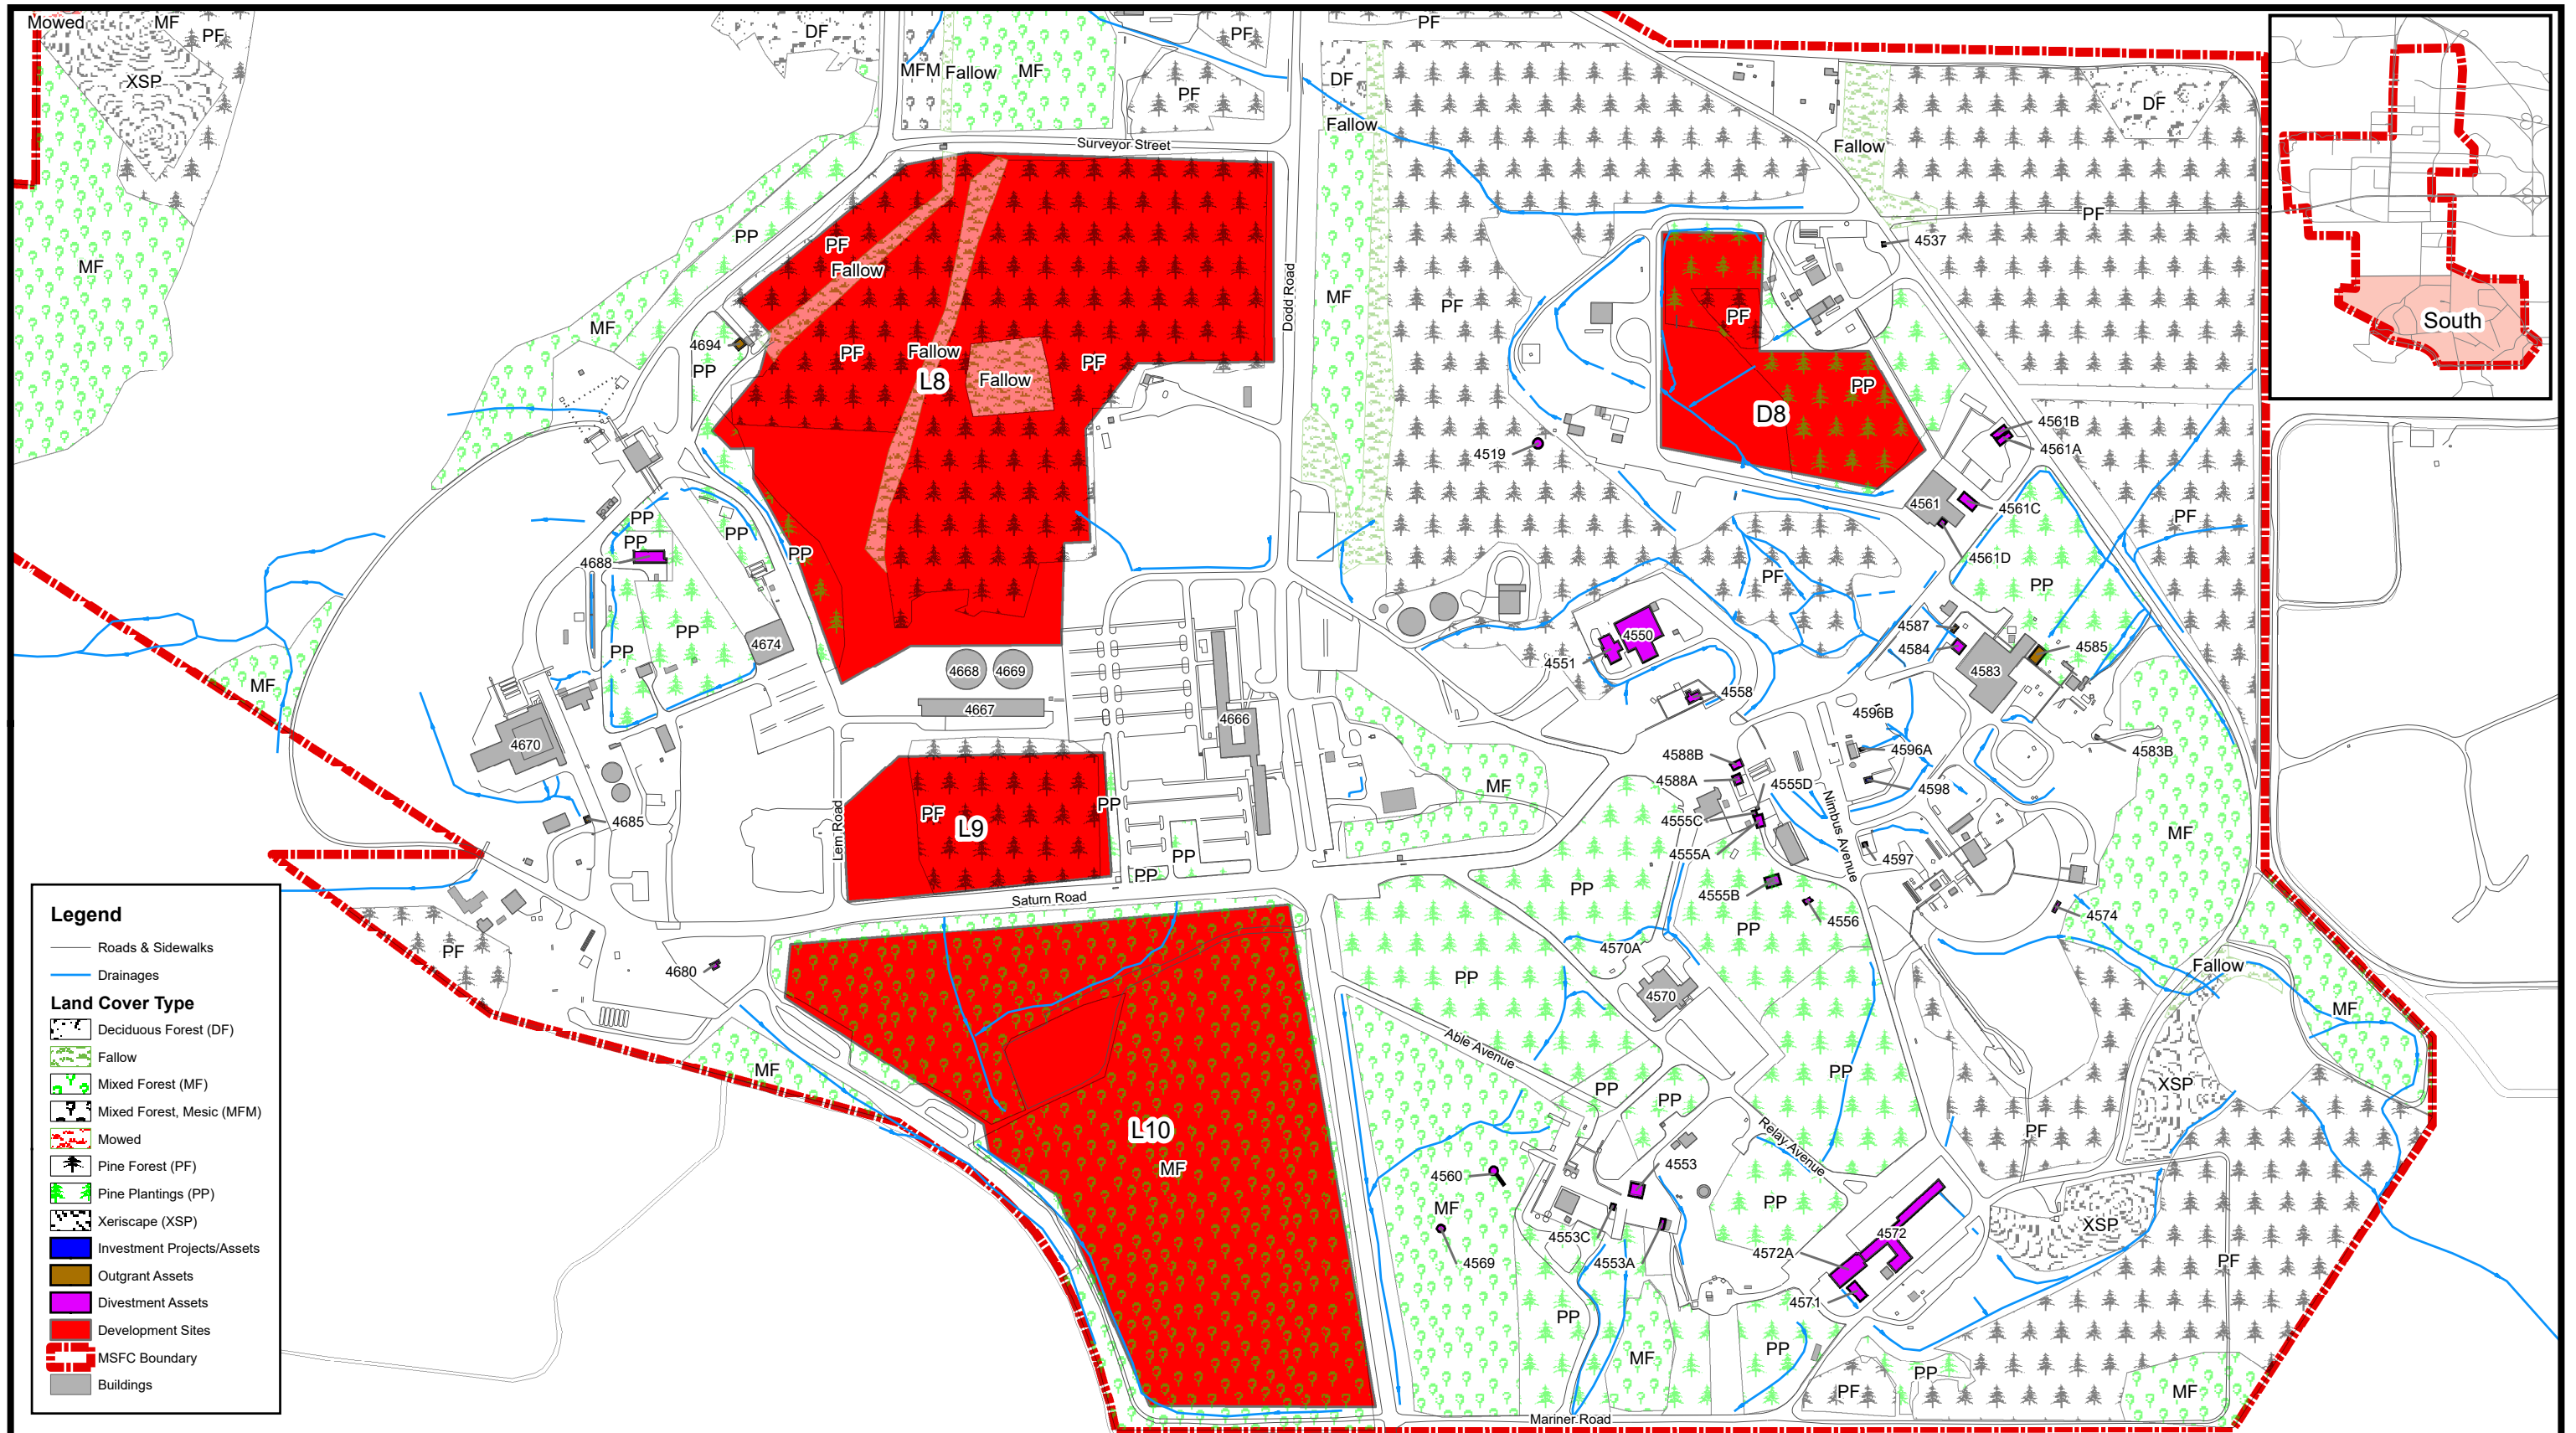 Mowed
MF
PF
XSP
MF
DF
MFM
Fallow
MF
PF
PF
PF
DF
Fallow
DF
Fallow
PF
South
Surveyor Street
Dodd Road
PP
MF
PF
Fallow
PF
Fallow
L8
Fallow
PF
4694
PP
MF
PF
4537
PF
PP
D8
4519
4561B
4561A
4561
4561C
4561D
PF
PP
PP
PP
4688
PP
PP
PP
PP
4674
4668
4669
4667
4666
MF
4670
4685
Lem Road
PF
L9
PP
PP
PP
Saturn Road
4550
4551
4558
PF
PP
4587
4584
4583
4585
4583B
4596B
4596A
4598
4588B
4588A
4555D
4555C
4555A
4555B
4556
Nimbus Avenue
4597
4574
MF
MF
PP
PP
PP
4570A
4570
Fallow
MF
XSP
PF
Legend
Roads & Sidewalks
Drainages
Land Cover Type
Deciduous Forest (DF)
Fallow
Mixed Forest (MF)
Mixed Forest, Mesic (MFM)
Mowed
Pine Forest (PF)
Pine Plantings (PP)
Xeriscape (XSP)
Investment Projects/Assets
Outgrant Assets
Divestment Assets
Development Sites
MSFC Boundary
Buildings
PF
4680
MF
L10
MF
Able Avenue
PP
PP
PP
Relay Avenue
PP
4560
MF
4569
4553
4553C
4553A
4572
4572A
4571
XSP
PF
PP
MF
PP
PF
PP
MF
Mariner Road